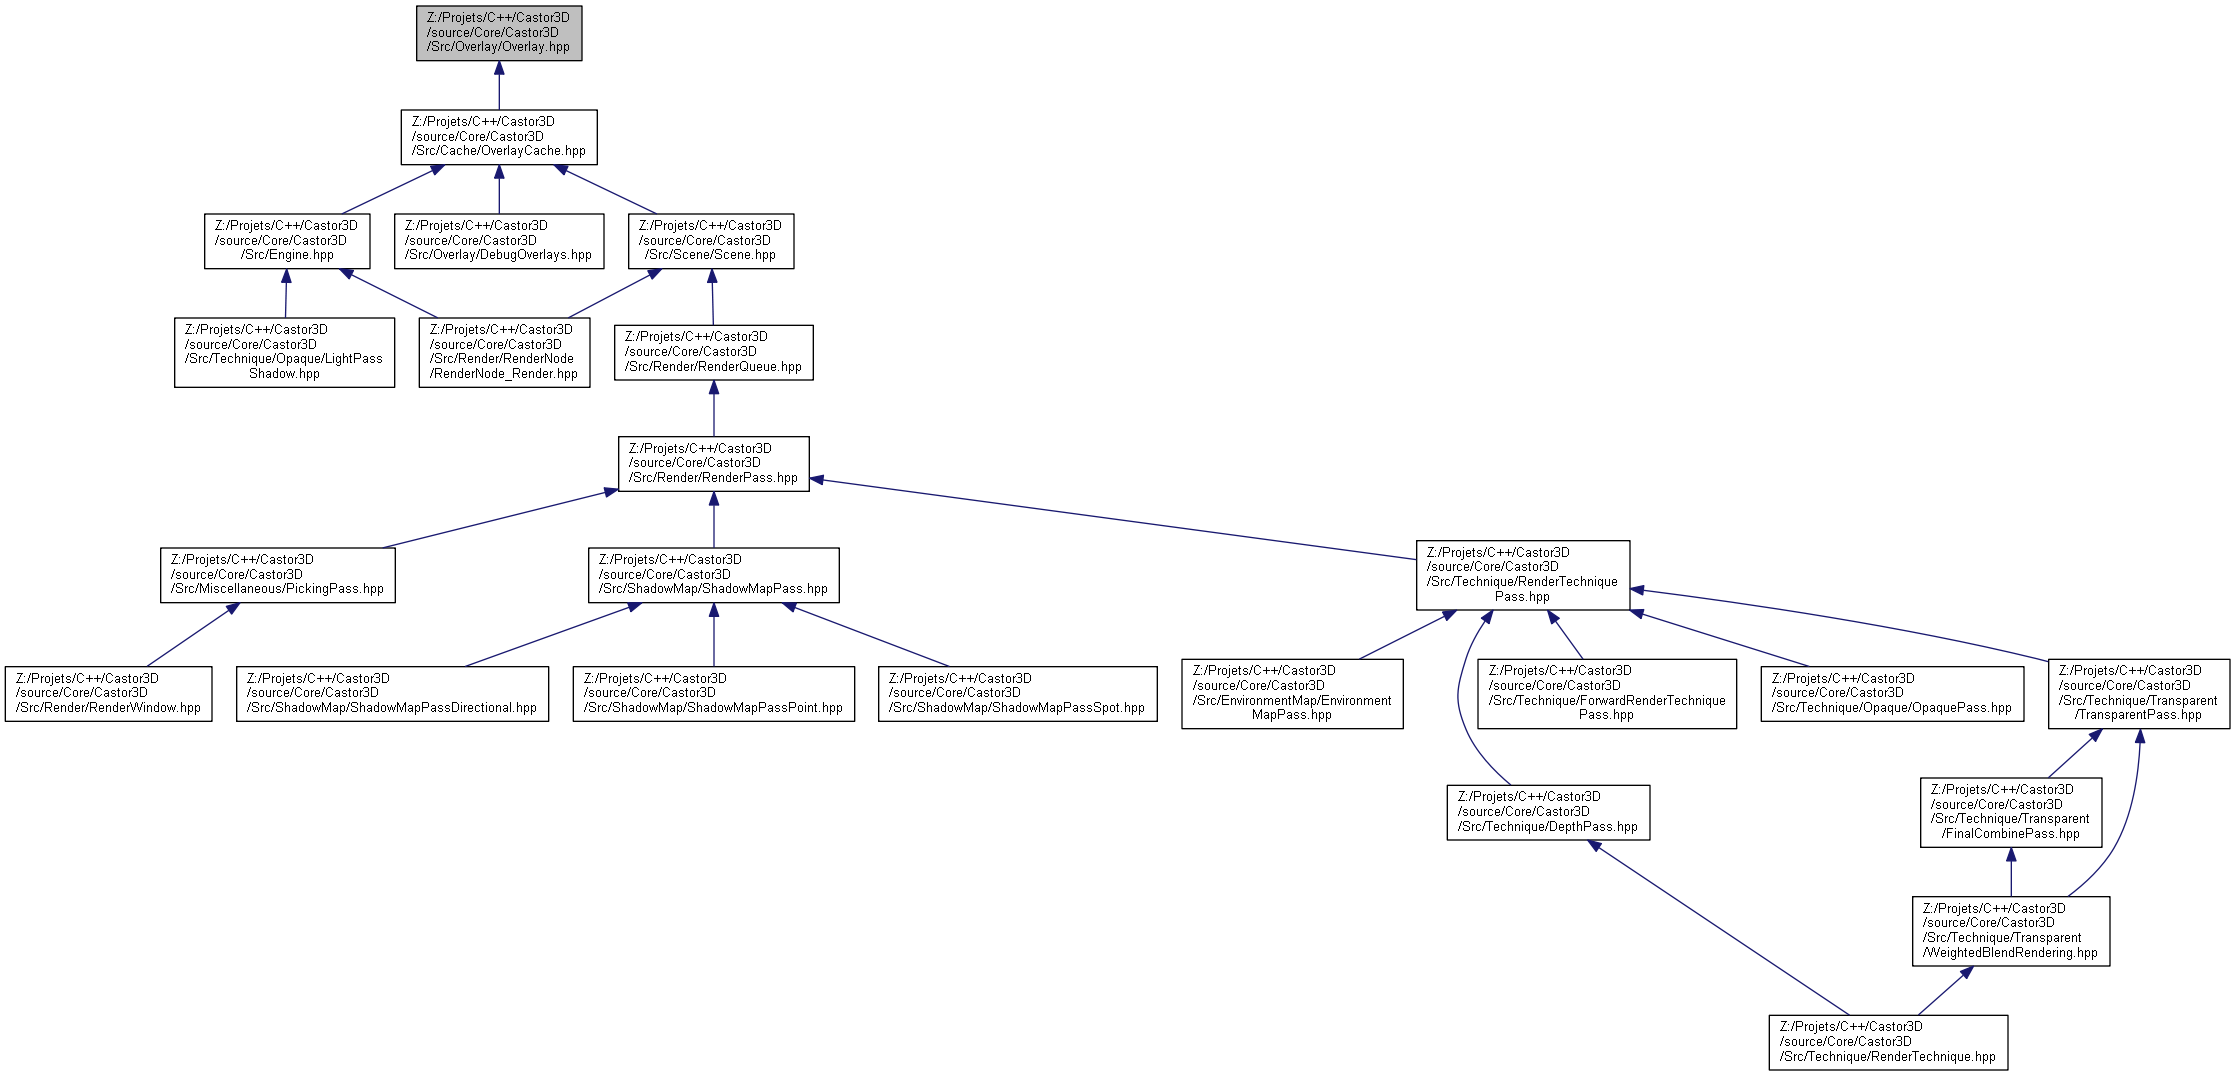 Z:/Projets/C++/Castor3D
/source/Core/Castor3D
/Src/Overlay/Overlay.hpp
Z:/Projets/C++/Castor3D
/source/Core/Castor3D
/Src/Cache/OverlayCache.hpp
Z:/Projets/C++/Castor3D
/source/Core/Castor3D
/Src/Engine.hpp
Z:/Projets/C++/Castor3D
/source/Core/Castor3D
/Src/Overlay/DebugOverlays.hpp
Z:/Projets/C++/Castor3D
/source/Core/Castor3D
/Src/Scene/Scene.hpp
Z:/Projets/C++/Castor3D
/source/Core/Castor3D
/Src/Technique/Opaque/LightPass
Shadow.hpp
Z:/Projets/C++/Castor3D
/source/Core/Castor3D
/Src/Render/RenderNode
/RenderNode_Render.hpp
Z:/Projets/C++/Castor3D
/source/Core/Castor3D
/Src/Render/RenderQueue.hpp
Z:/Projets/C++/Castor3D
/source/Core/Castor3D
/Src/Render/RenderPass.hpp
Z:/Projets/C++/Castor3D
/source/Core/Castor3D
/Src/Miscellaneous/PickingPass.hpp
Z:/Projets/C++/Castor3D
/source/Core/Castor3D
/Src/ShadowMap/ShadowMapPass.hpp
Z:/Projets/C++/Castor3D
/source/Core/Castor3D
/Src/Technique/RenderTechnique
Pass.hpp
Z:/Projets/C++/Castor3D
/source/Core/Castor3D
/Src/Render/RenderWindow.hpp
Z:/Projets/C++/Castor3D
/source/Core/Castor3D
/Src/ShadowMap/ShadowMapPassDirectional.hpp
Z:/Projets/C++/Castor3D
/source/Core/Castor3D
/Src/ShadowMap/ShadowMapPassPoint.hpp
Z:/Projets/C++/Castor3D
/source/Core/Castor3D
/Src/ShadowMap/ShadowMapPassSpot.hpp
Z:/Projets/C++/Castor3D
/source/Core/Castor3D
/Src/EnvironmentMap/Environment
MapPass.hpp
Z:/Projets/C++/Castor3D
/source/Core/Castor3D
/Src/Technique/ForwardRenderTechnique
Pass.hpp
Z:/Projets/C++/Castor3D
/source/Core/Castor3D
/Src/Technique/Opaque/OpaquePass.hpp
Z:/Projets/C++/Castor3D
/source/Core/Castor3D
/Src/Technique/Transparent
/TransparentPass.hpp
Z:/Projets/C++/Castor3D
/source/Core/Castor3D
/Src/Technique/DepthPass.hpp
Z:/Projets/C++/Castor3D
/source/Core/Castor3D
/Src/Technique/Transparent
/FinalCombinePass.hpp
Z:/Projets/C++/Castor3D
/source/Core/Castor3D
/Src/Technique/Transparent
/WeightedBlendRendering.hpp
Z:/Projets/C++/Castor3D
/source/Core/Castor3D
/Src/Technique/RenderTechnique.hpp